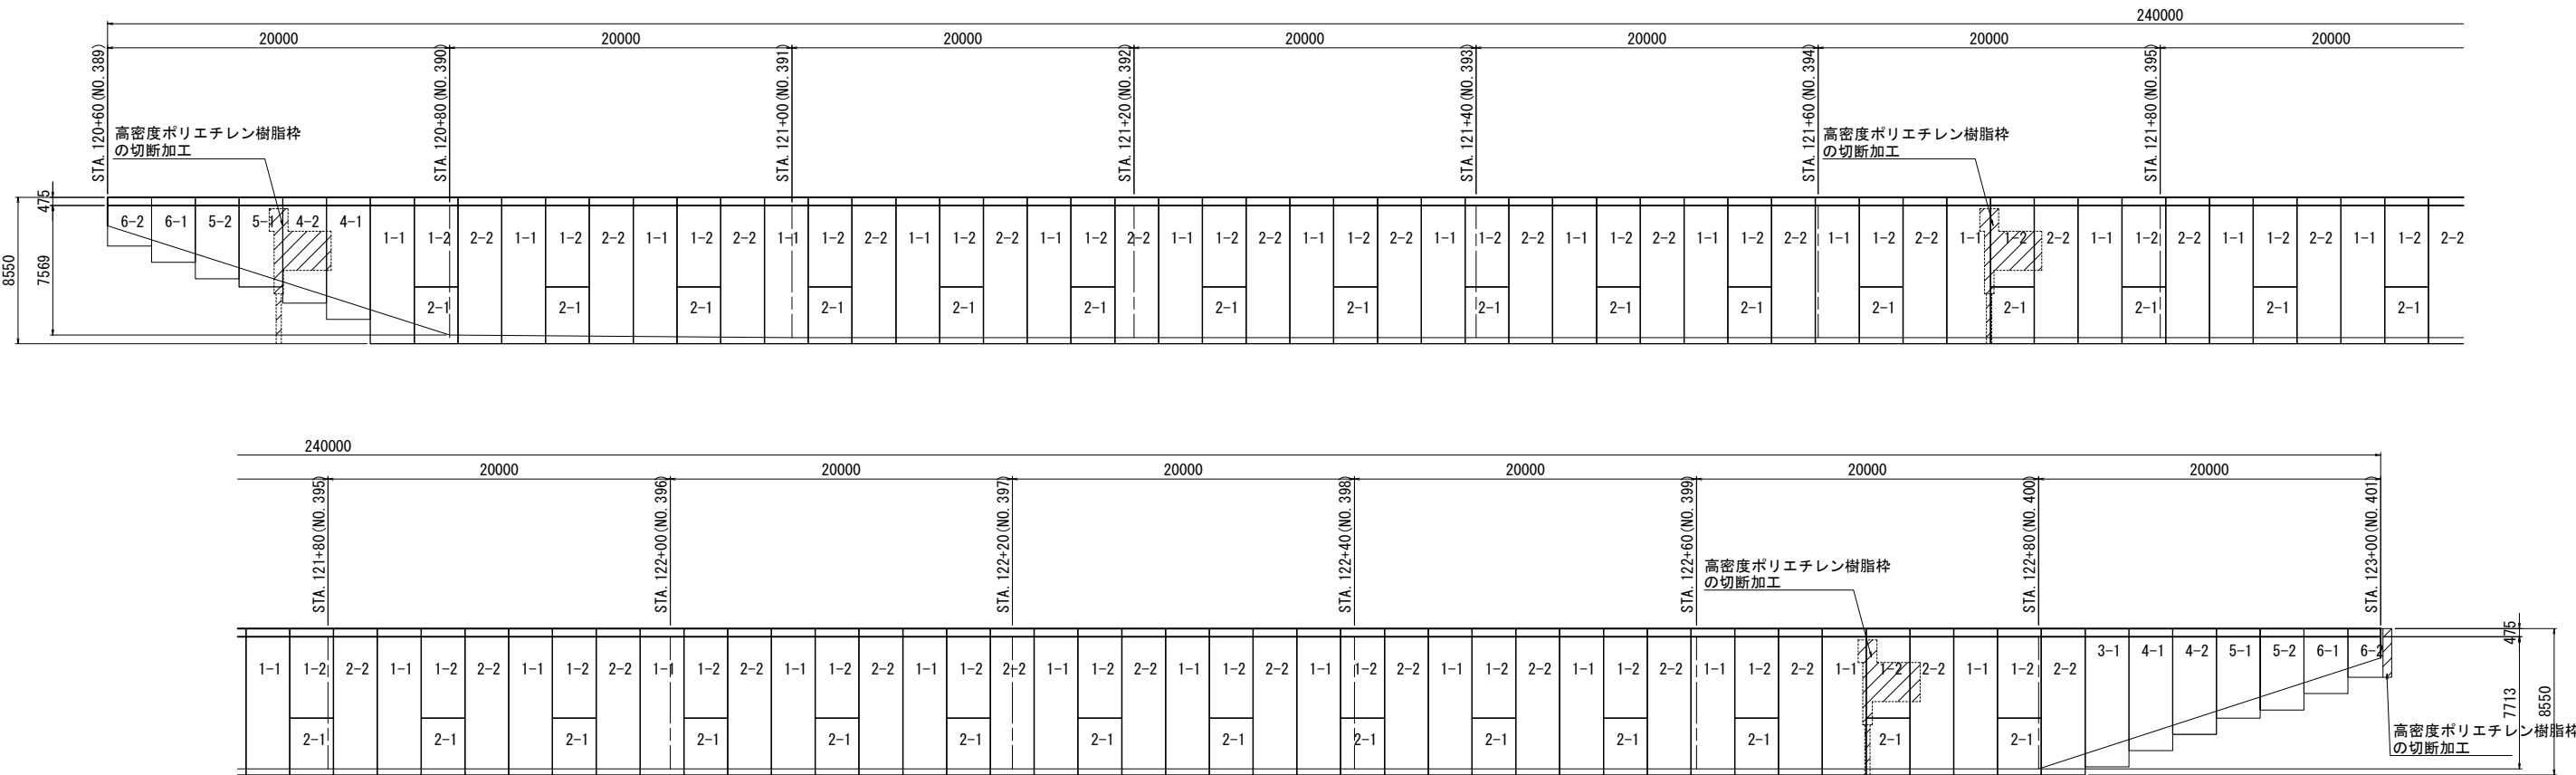 240000
20000 20000 20000 20000 20000 20000 20000
STA. 120+60(NO. 389)
STA. 120+80(NO. 390)
STA. 121+00(NO. 391)
STA. 121+20(NO. 392)
STA. 121+40(NO. 393)
STA. 121+60(NO. 394)
STA. 121+80(NO. 395)
高密度ポリエチレン樹脂枠
の切断加工
高密度ポリエチレン樹脂枠
の切断加工
475
7569
8550
6-2 6-1 5-2 5-1 4-2 4-1
1-1 1-2 2-2 1-1 1-2 2-2 1-1 1-2 2-2 1-1 1-2 2-2 1-1 1-2 2-2 1-1 1-2 2-2 1-1 1-2 2-2 1-1 1-2 2-2 1-1 1-2 2-2 1-1 1-2 2-2 1-1 1-2 2-2 1-1 1-2 2-2 1-1 1-2 2-2 1-1 1-2 2-2 1-1 1-2 2-2 1-1 1-2 2-2
2-1 2-1 2-1 2-1 2-1 2-1 2-1 2-1 2-1 2-1 2-1 2-1 2-1 2-1 2-1 2-1
240000
20000 20000 20000 20000 20000 20000
STA. 121+80(NO. 395)
STA. 122+00(NO. 396)
STA. 122+20(NO. 397)
STA. 122+40(NO. 398)
STA. 122+60(NO. 399)
STA. 122+80(NO. 400)
STA. 123+00(NO. 401)
高密度ポリエチレン樹脂枠
の切断加工
475
7713
8550
3-1 4-1 4-2 5-1 5-2 6-1 6-2
1-1 1-2 2-2 1-1 1-2 2-2 1-1 1-2 2-2 1-1 1-2 2-2 1-1 1-2 2-2 1-1 1-2 2-2 1-1 1-2 2-2 1-1 1-2 2-2 1-1 1-2 2-2 1-1 1-2 2-2 1-1 1-2 2-2 1-1 1-2 2-2 1-1 1-2 2-2 1-1 1-2 2-2
2-1 2-1 2-1 2-1 2-1 2-1 2-1 2-1 2-1 2-1 2-1 2-1 2-1 2-1
高密度ポリエチレン樹脂枠
の切断加工